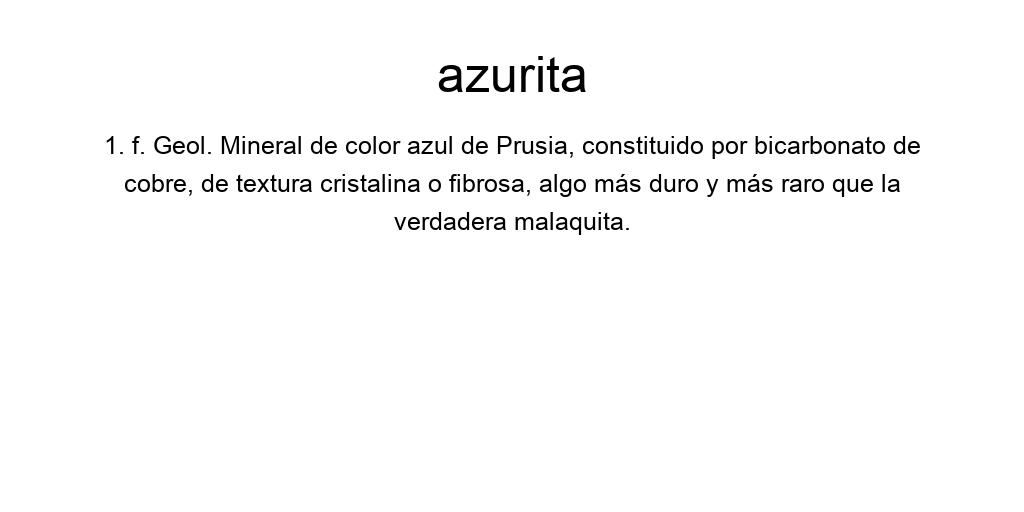 azurita
1. f. Geol. Mineral de color azul de Prusia, constituido por bicarbonato de
cobre, de textura cristalina o fibrosa, algo más duro y más raro que la
verdadera malaquita.